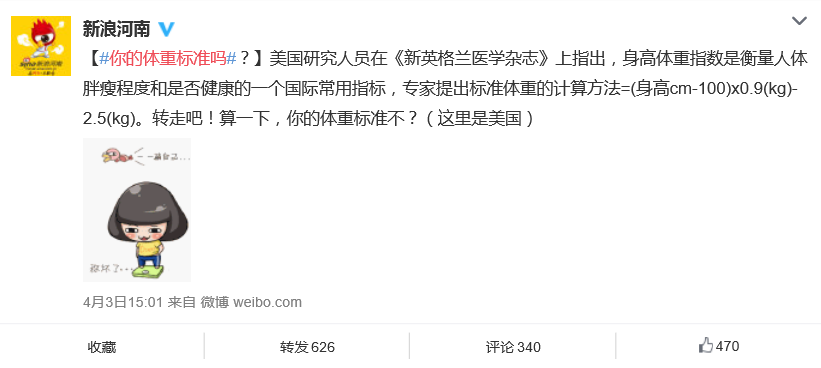 新浪河南
【#你的体重标准吗#？】美国研究人员在《新英格兰医学杂志》上指出，身高体重指数是衡量人体
胖瘦程度和是否健康的一个国际常用指标，专家提出标准体重的计算方法=(身高cm-100)x0.9(kg)-
2.5(kg)。转走吧！算一下，你的体重标准不？（这里是美国）
4月3日15:01 来自 微博 weibo.com
收藏
转发 626
评论 340
470